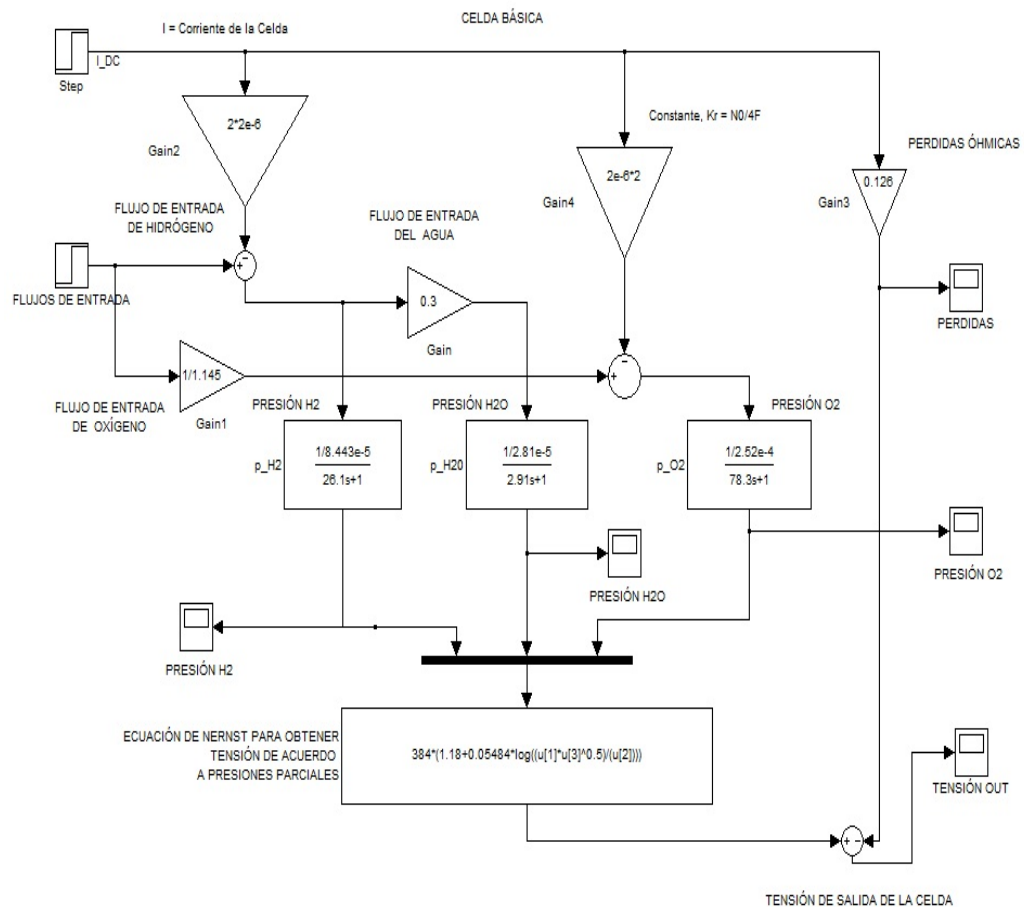 CELDA BÁSICA
I = Corriente de la Celda
I_DC
Step
2*2e-6
Gain2
Constante, Kr = N0/4F
2e-6*2
Gain4
PERDIDAS ÓHMICAS
0.126
Gain3
FLUJO DE ENTRADA
DE HIDRÓGENO
FLUJO DE ENTRADA
DEL AGUA
FLUJOS DE ENTRADA
0.3
Gain
PERDIDAS
1/1.145
Gain1
FLUJO DE ENTRADA
DE OXÍGENO
PRESIÓN H2
PRESIÓN H2O
PRESIÓN O2
p_H2
1/8.443e-5
26.1s+1
p_H20
1/2.81e-5
2.91s+1
p_O2
1/2.52e-4
78.3s+1
PRESIÓN O2
PRESIÓN H2O
PRESIÓN H2
ECUACIÓN DE NERNST PARA OBTENER
TENSIÓN DE ACUERDO
A PRESIONES PARCIALES
384*(1.18+0.05484*log((u[1]*u[3]^0.5)/(u[2])))
TENSIÓN OUT
TENSIÓN DE SALIDA DE LA CELDA